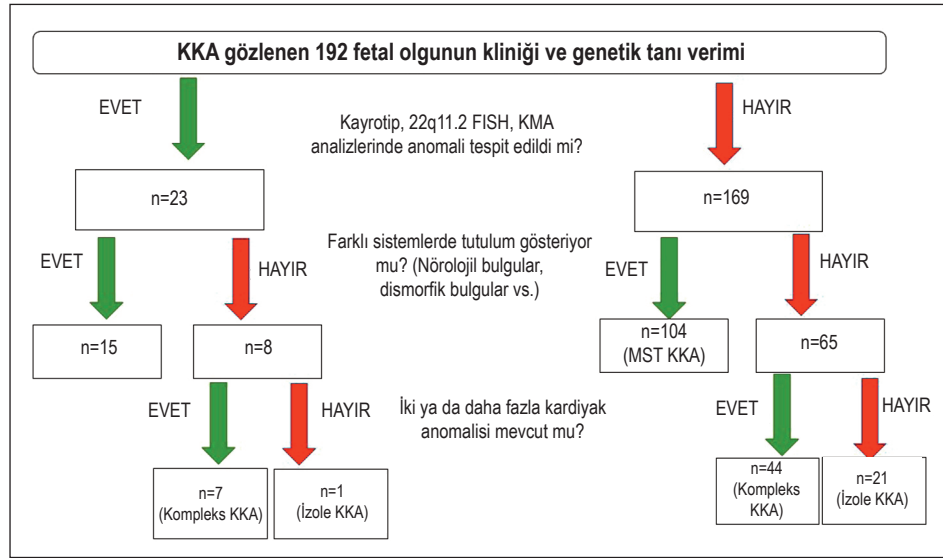 KKA gözlenen 192 fetal olgunun kliniği ve genetik tanı verimi
EVET
HAYIR
Kayrotip, 22q11.2 FISH, KMA
analizlerinde anomali tespit edildi mi?
n=23
n=169
Farklı sistemlerde tutulum gösteriyor
mu? (Nörolojil bulgular,
dismorfik bulgular vs.)
EVET
HAYIR
EVET
HAYIR
n=15
n=8
n=104
(MST KKA)
n=65
İki ya da daha fazla kardiyak
anomalisi mevcut mu?
EVET
HAYIR
EVET
HAYIR
n=7
(Kompleks KKA)
n=1
(İzole KKA)
n=44
(Kompleks
KKA)
n=21
(İzole KKA)